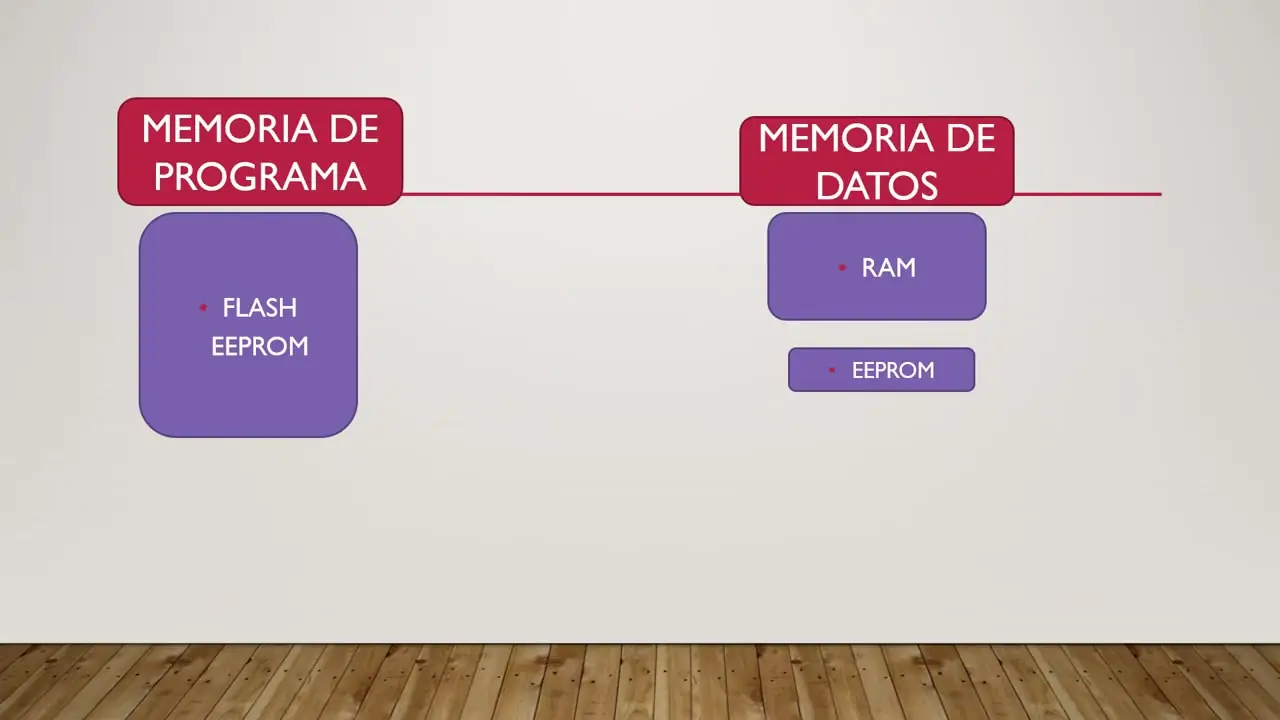 MEMORIA DE
PROGRAMA
• FLASH
EEPROM
MEMORIA DE
DATOS
• RAM
• EEPROM